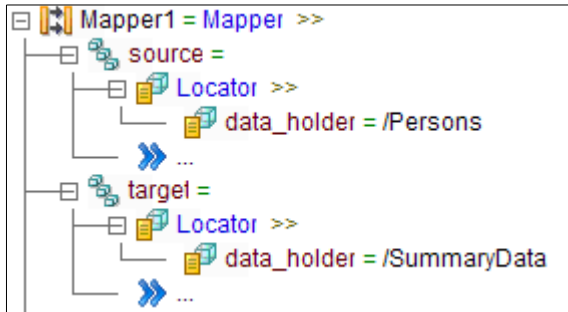 Mapper1 = Mapper >>
source =
Locator >>
data_holder = /Persons
...
target =
Locator >>
data_holder = /SummaryData
...